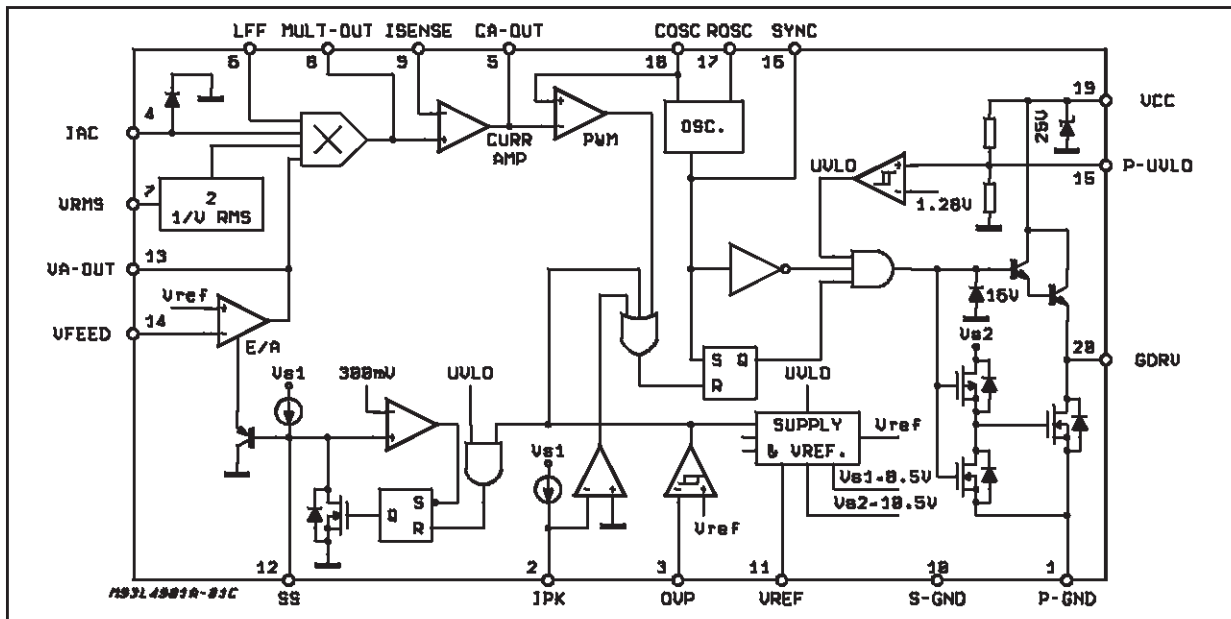 LFF MULT-OUT ISENSE CA-OUT COSC ROSC SYNC
6 8 9 5 18 17 16
19
VCC
4
IAC
OSC.
25V
CURR
AMP
PWM
UVLO
15
P-UVLO
1.28V
7
VRMS
2
1/V RMS
13
VA-OUT
Vref
14
VFEED
E/A
15V
Vs2
20
GDRV
S Q
R
Vs1
300mV
UVLO
UVLO
Vs1
SUPPLY
& VREF.
Vref
Vs1-8.5V
Vs2-10.5V
Q S
R
Vref
12 2 3 11 10 1
M93L4981A-01C
SS IPK OVP VREF S-GND P-GND